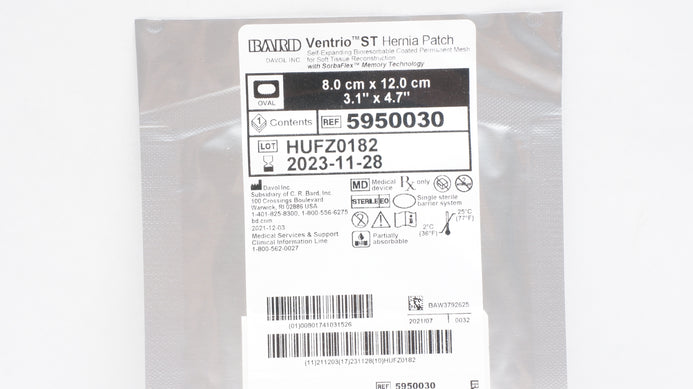 BARD Ventrio™ ST Hernia Patch
Self-Expanding Bioresorbable Coated Permanent Mesh
DAVOL INC. for Soft Tissue Reconstruction
with SorbaFlex™ Memory Technology
OVAL
8.0 cm x 12.0 cm
3.1" x 4.7"
1 Contents REF 5950030
LOT HUFZ0182
2023-11-28
Davol Inc.
Subsidiary of C. R. Bard, Inc.
100 Crossings Boulevard
Warwick, RI 02886 USA
1-401-825-8300, 1-800-556-6275
bd.com
2021-12-03
Medical Services & Support
Clinical Information Line
1-800-562-0027
MD Medical device Rx only
STERILE EO Single sterile barrier system
Partially absorbable
2°C (36°F) 25°C (77°F)
(01)00801741031526
BAW3792625
2021/07 0032
(11)211203(17)231128(10)HUFZ0182
REF 5950030